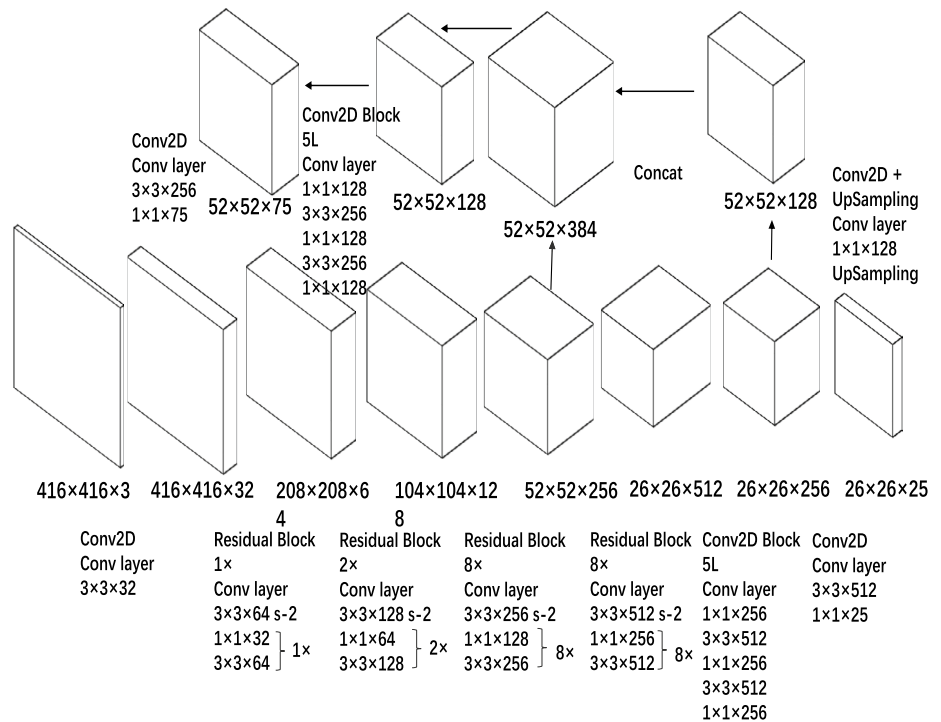 Conv2D
Conv layer
3×3×256
1×1×75
52×52×75
Conv2D Block
5L
Conv layer
1×1×128
3×3×256
1×1×128
3×3×256
1×1×128
52×52×128
52×52×384
Concat
52×52×128
Conv2D +
UpSampling
Conv layer
1×1×128
UpSampling
416×416×3
416×416×32
208×208×6
4
104×104×12
8
52×52×256
26×26×512
26×26×256
26×26×25
Conv2D
Conv layer
3×3×32
Residual Block
1×
Conv layer
3×3×64 s-2
1×1×32
3×3×64
1×
Residual Block
2×
Conv layer
3×3×128 s-2
1×1×64
3×3×128
2×
Residual Block
8×
Conv layer
3×3×256 s-2
1×1×128
3×3×256
8×
Residual Block
8×
Conv layer
3×3×512 s-2
1×1×256
3×3×512
8×
Conv2D Block
5L
Conv layer
1×1×256
3×3×512
1×1×256
3×3×512
1×1×256
Conv2D
Conv layer
3×3×512
1×1×25